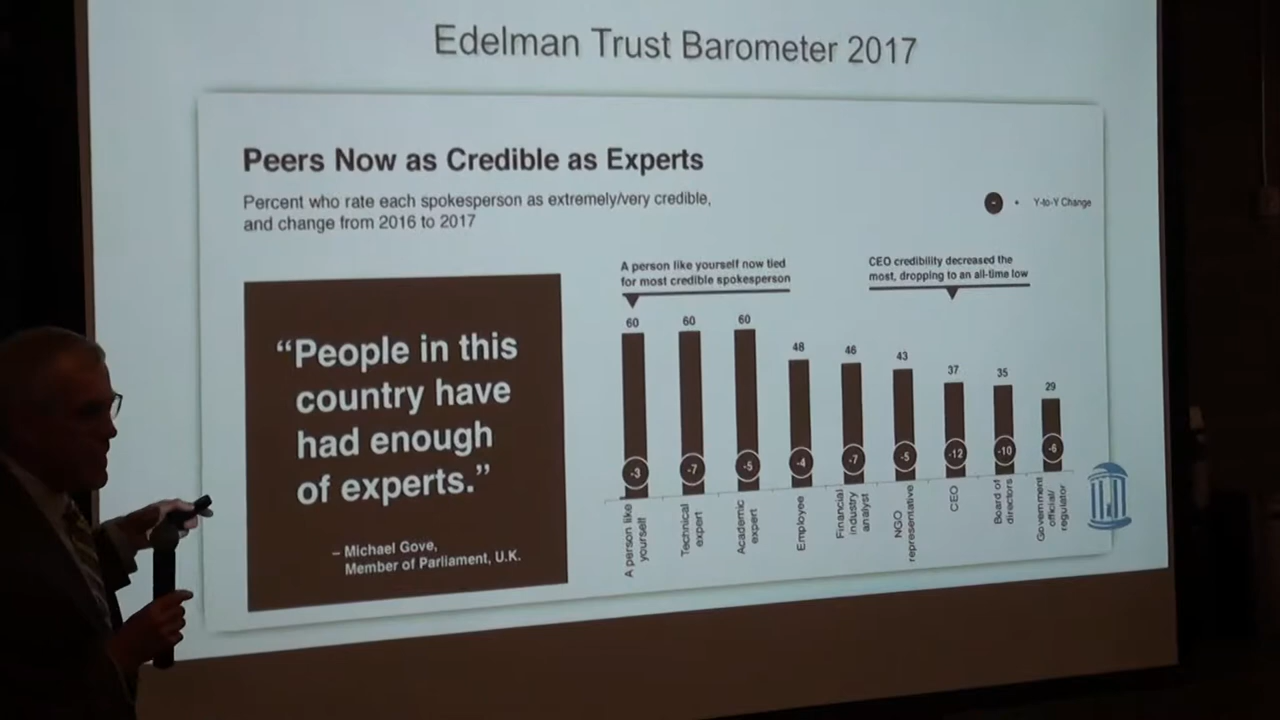 Edelman Trust Barometer 2017
Peers Now as Credible as Experts
Percent who rate each spokesperson as extremely/very credible,
and change from 2016 to 2017
Y-to-Y Change
“People in this
country have
had enough
of experts.”
– Michael Gove,
Member of Parliament, U.K.
A person like yourself now tied
for most credible spokesperson
CEO credibility decreased the
most, dropping to an all-time low
60
60
60
48
46
43
37
35
29
-3
-7
-5
-4
-7
-5
-12
-10
-6
A person like
yourself
Technical
expert
Academic
expert
Employee
Financial
industry
analyst
NGO
representative
CEO
Board of
directors
Government
official/
regulator